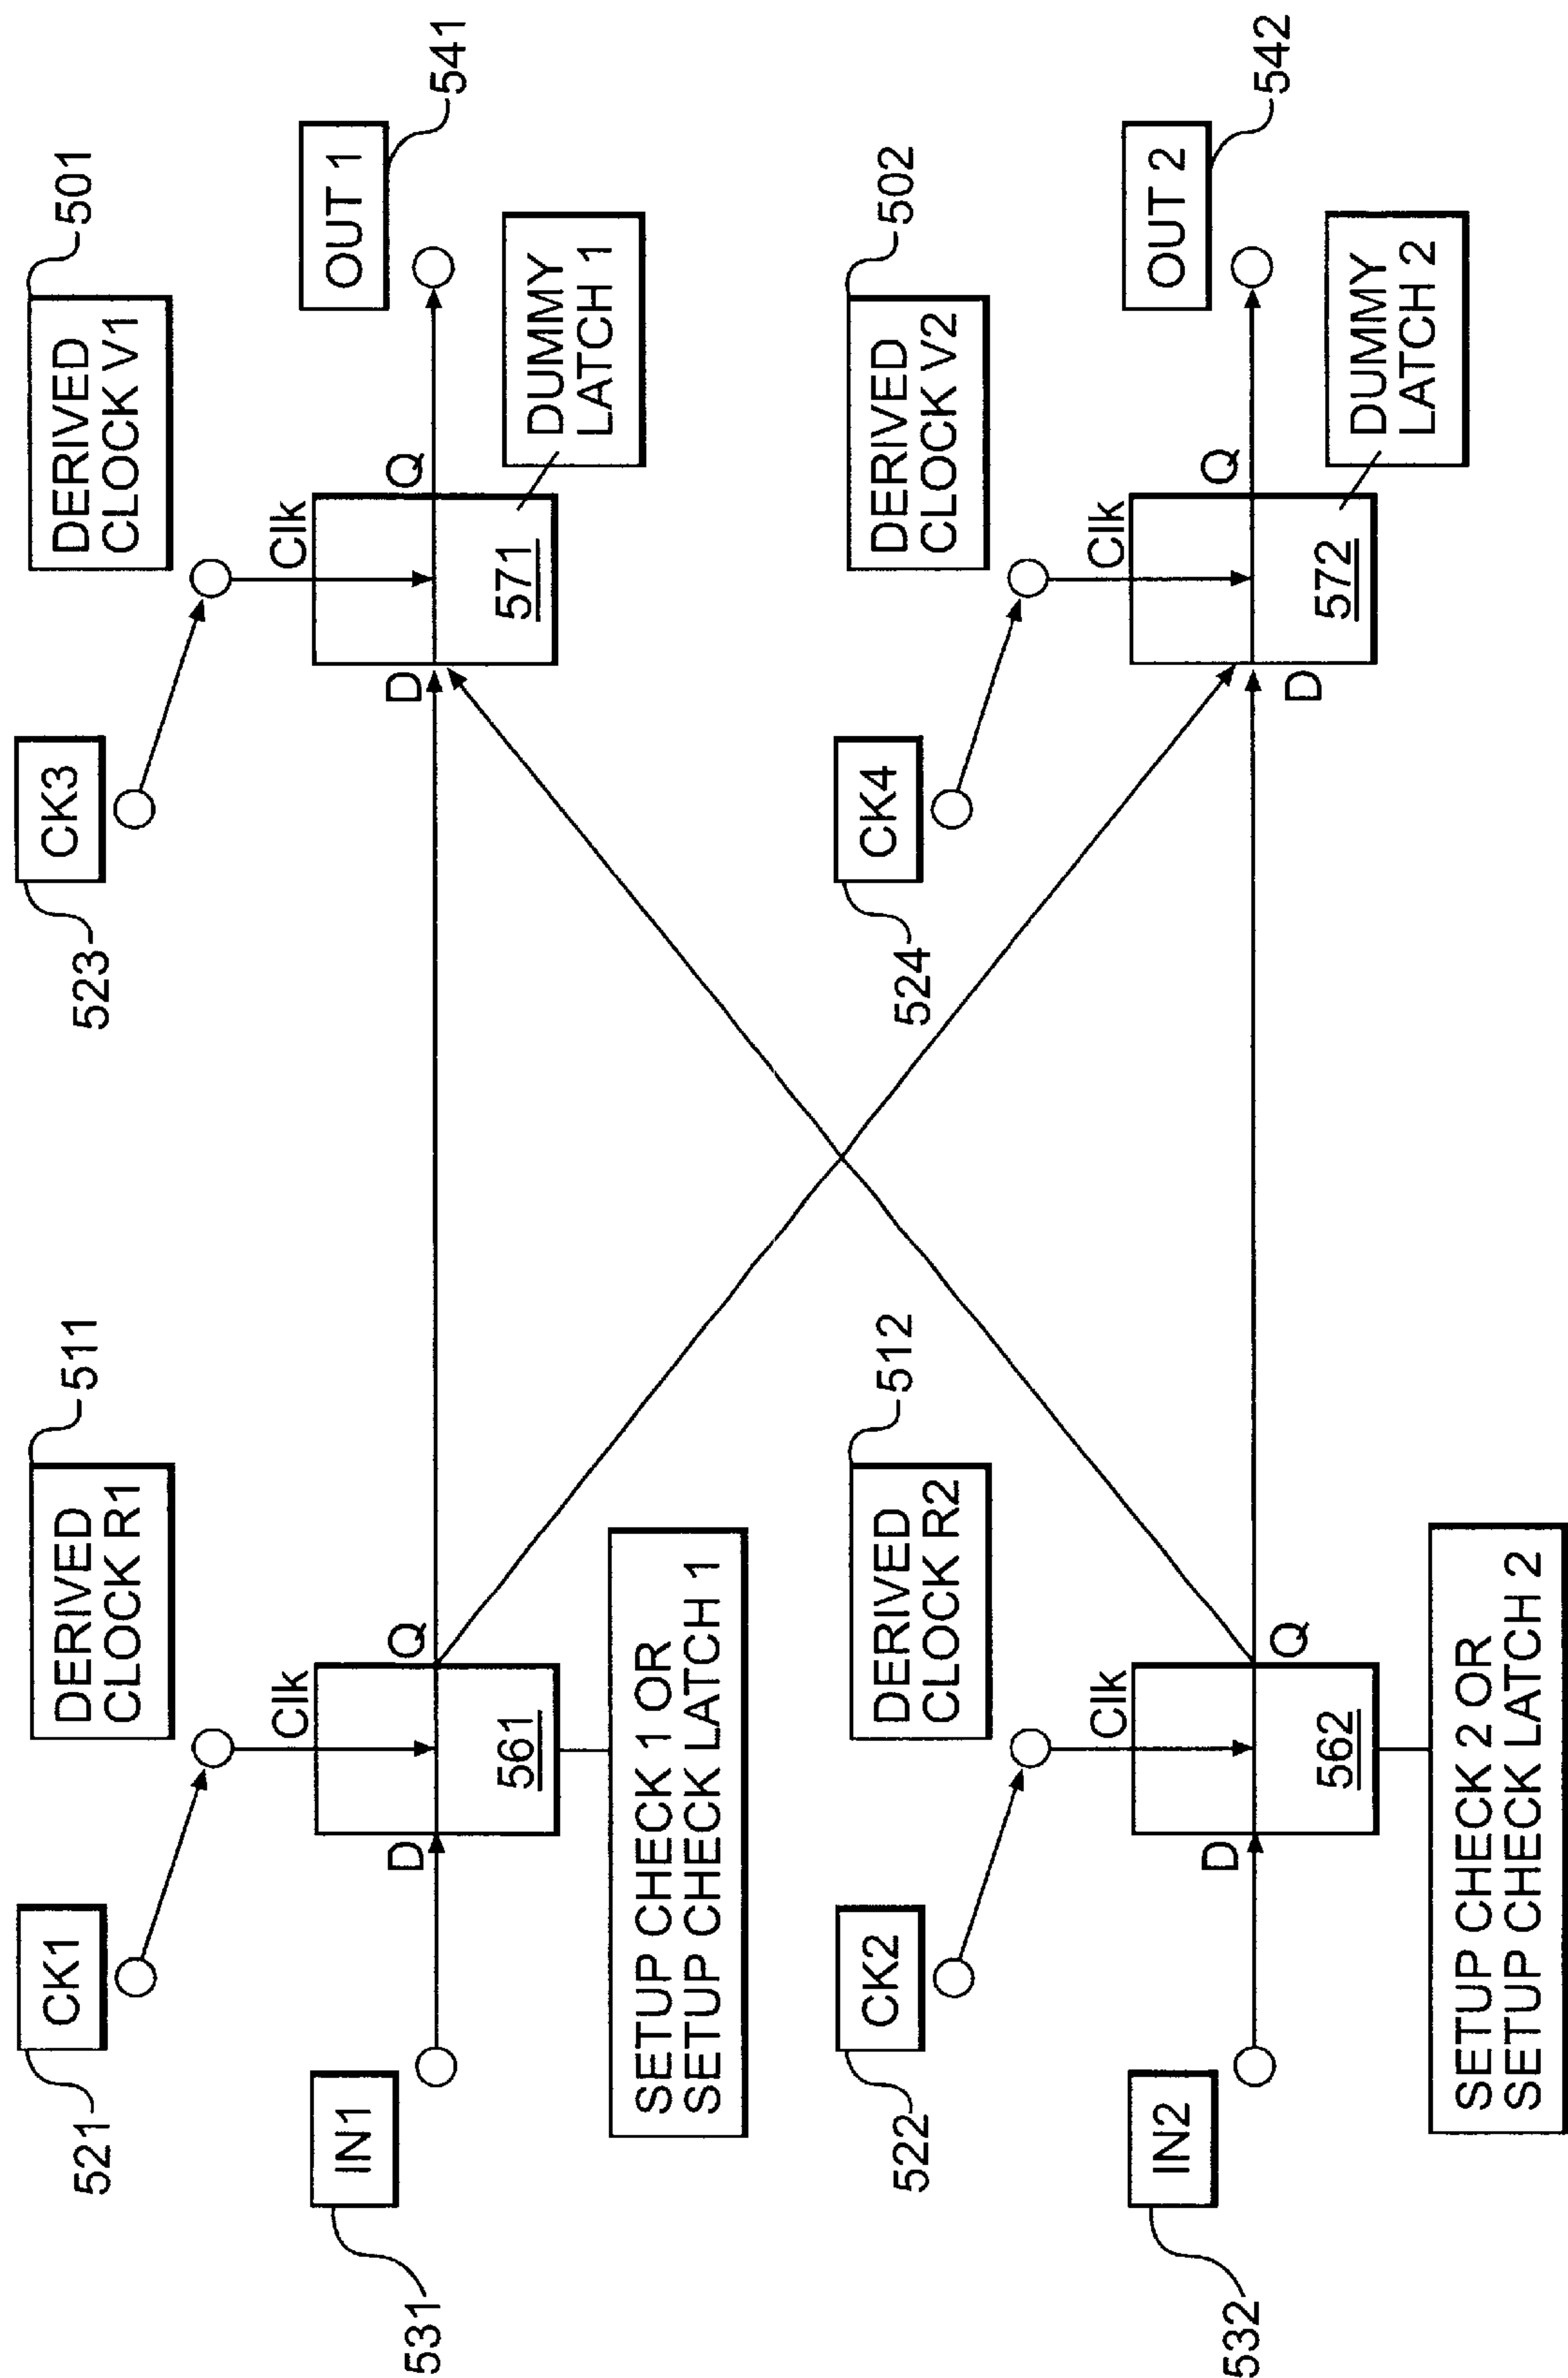 521
CK1
DERIVED
CLOCK R1
511
523
CK3
DERIVED
CLOCK V1
501
531
IN1
D
Clk
Q
561
SETUP CHECK 1 OR
SETUP CHECK LATCH 1
D
Clk
Q
571
DUMMY
LATCH 1
OUT 1
541
522
CK2
DERIVED
CLOCK R2
512
524
CK4
DERIVED
CLOCK V2
502
532
IN2
D
Clk
Q
562
SETUP CHECK 2 OR
SETUP CHECK LATCH 2
D
Clk
Q
572
DUMMY
LATCH 2
OUT 2
542